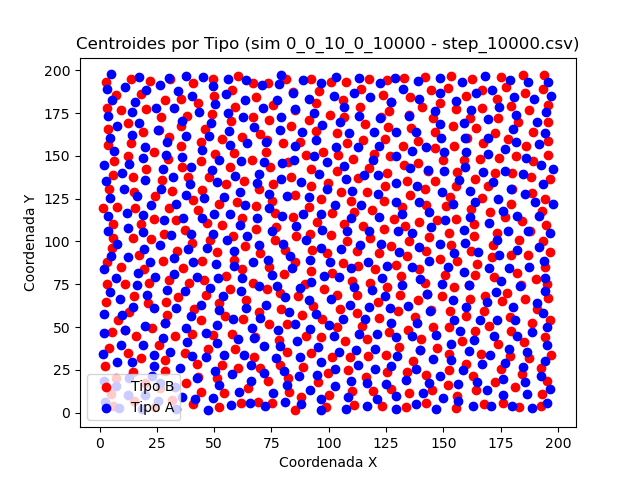 Centroides por Tipo (sim 0_0_10_0_10000 - step_10000.csv)
200
175
150
125
100
75
50
25
0
Coordenada Y
Tipo B
Tipo A
0 25 50 75 100 125 150 175 200
Coordenada X